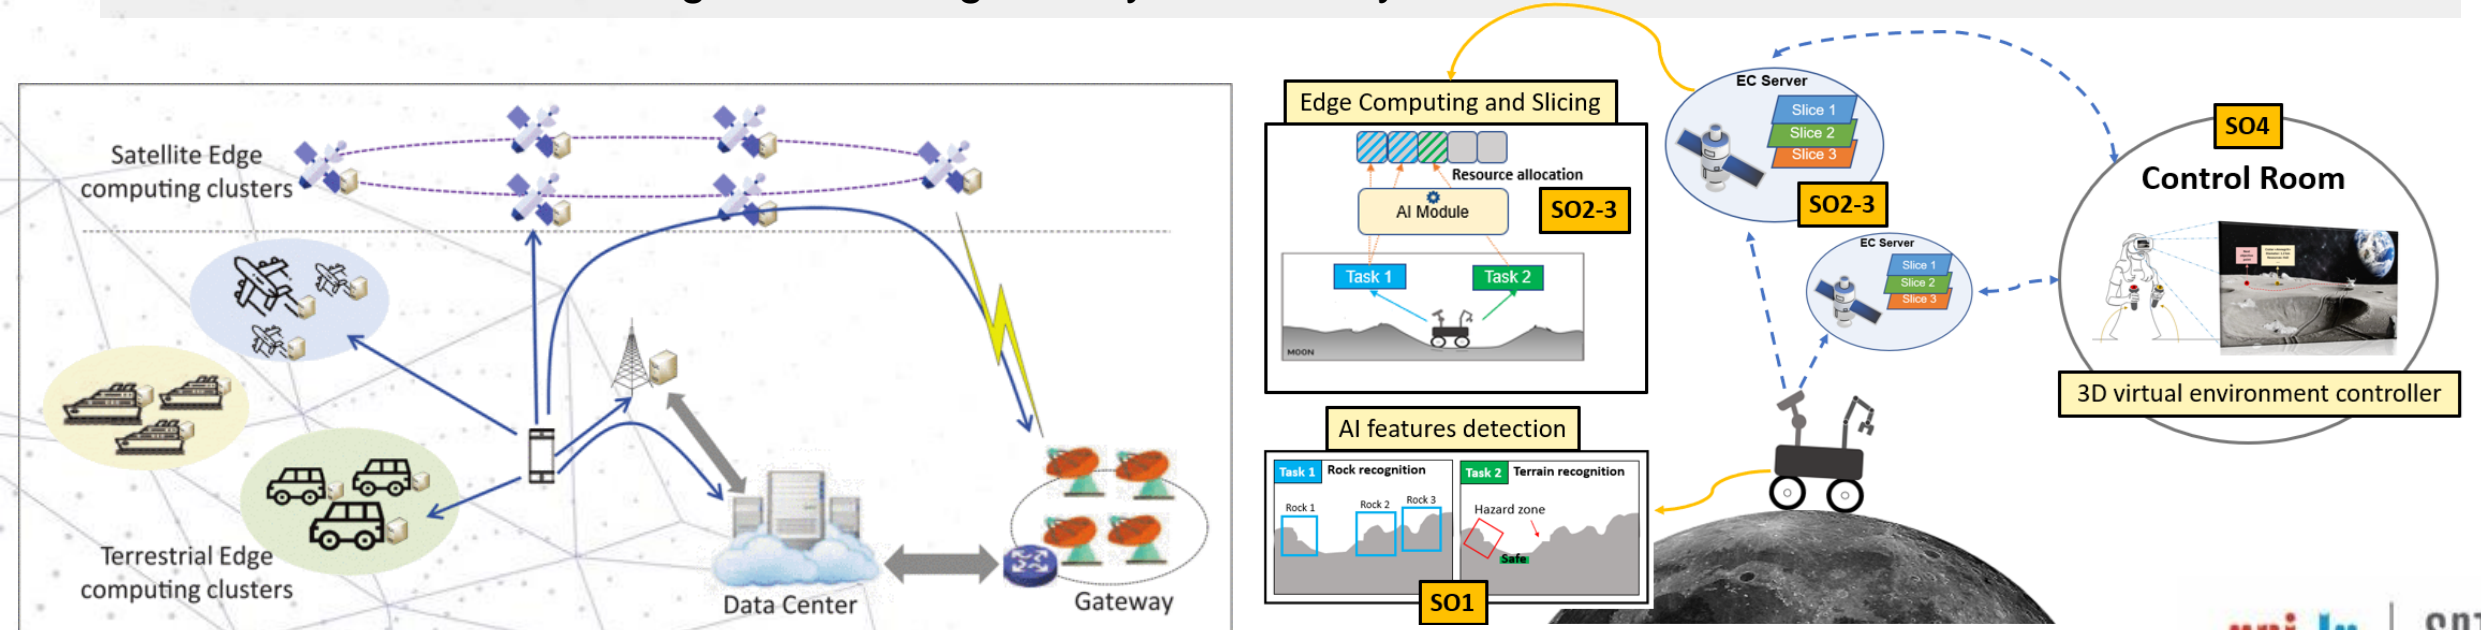 Satellite Edge
computing clusters
Terrestrial Edge
computing clusters
Data Center
Gateway
Edge Computing and Slicing
Resource allocation
AI Module
SO2-3
Task 1
Task 2
MOON
AI features detection
Task 1 Rock recognition
Rock 1
Rock 2
Rock 3
Task 2 Terrain recognition
Hazard zone
Safe
SO1
EC Server
Slice 1
Slice 2
Slice 3
SO2-3
EC Server
Slice 1
Slice 2
Slice 3
SO4
Control Room
3D virtual environment controller